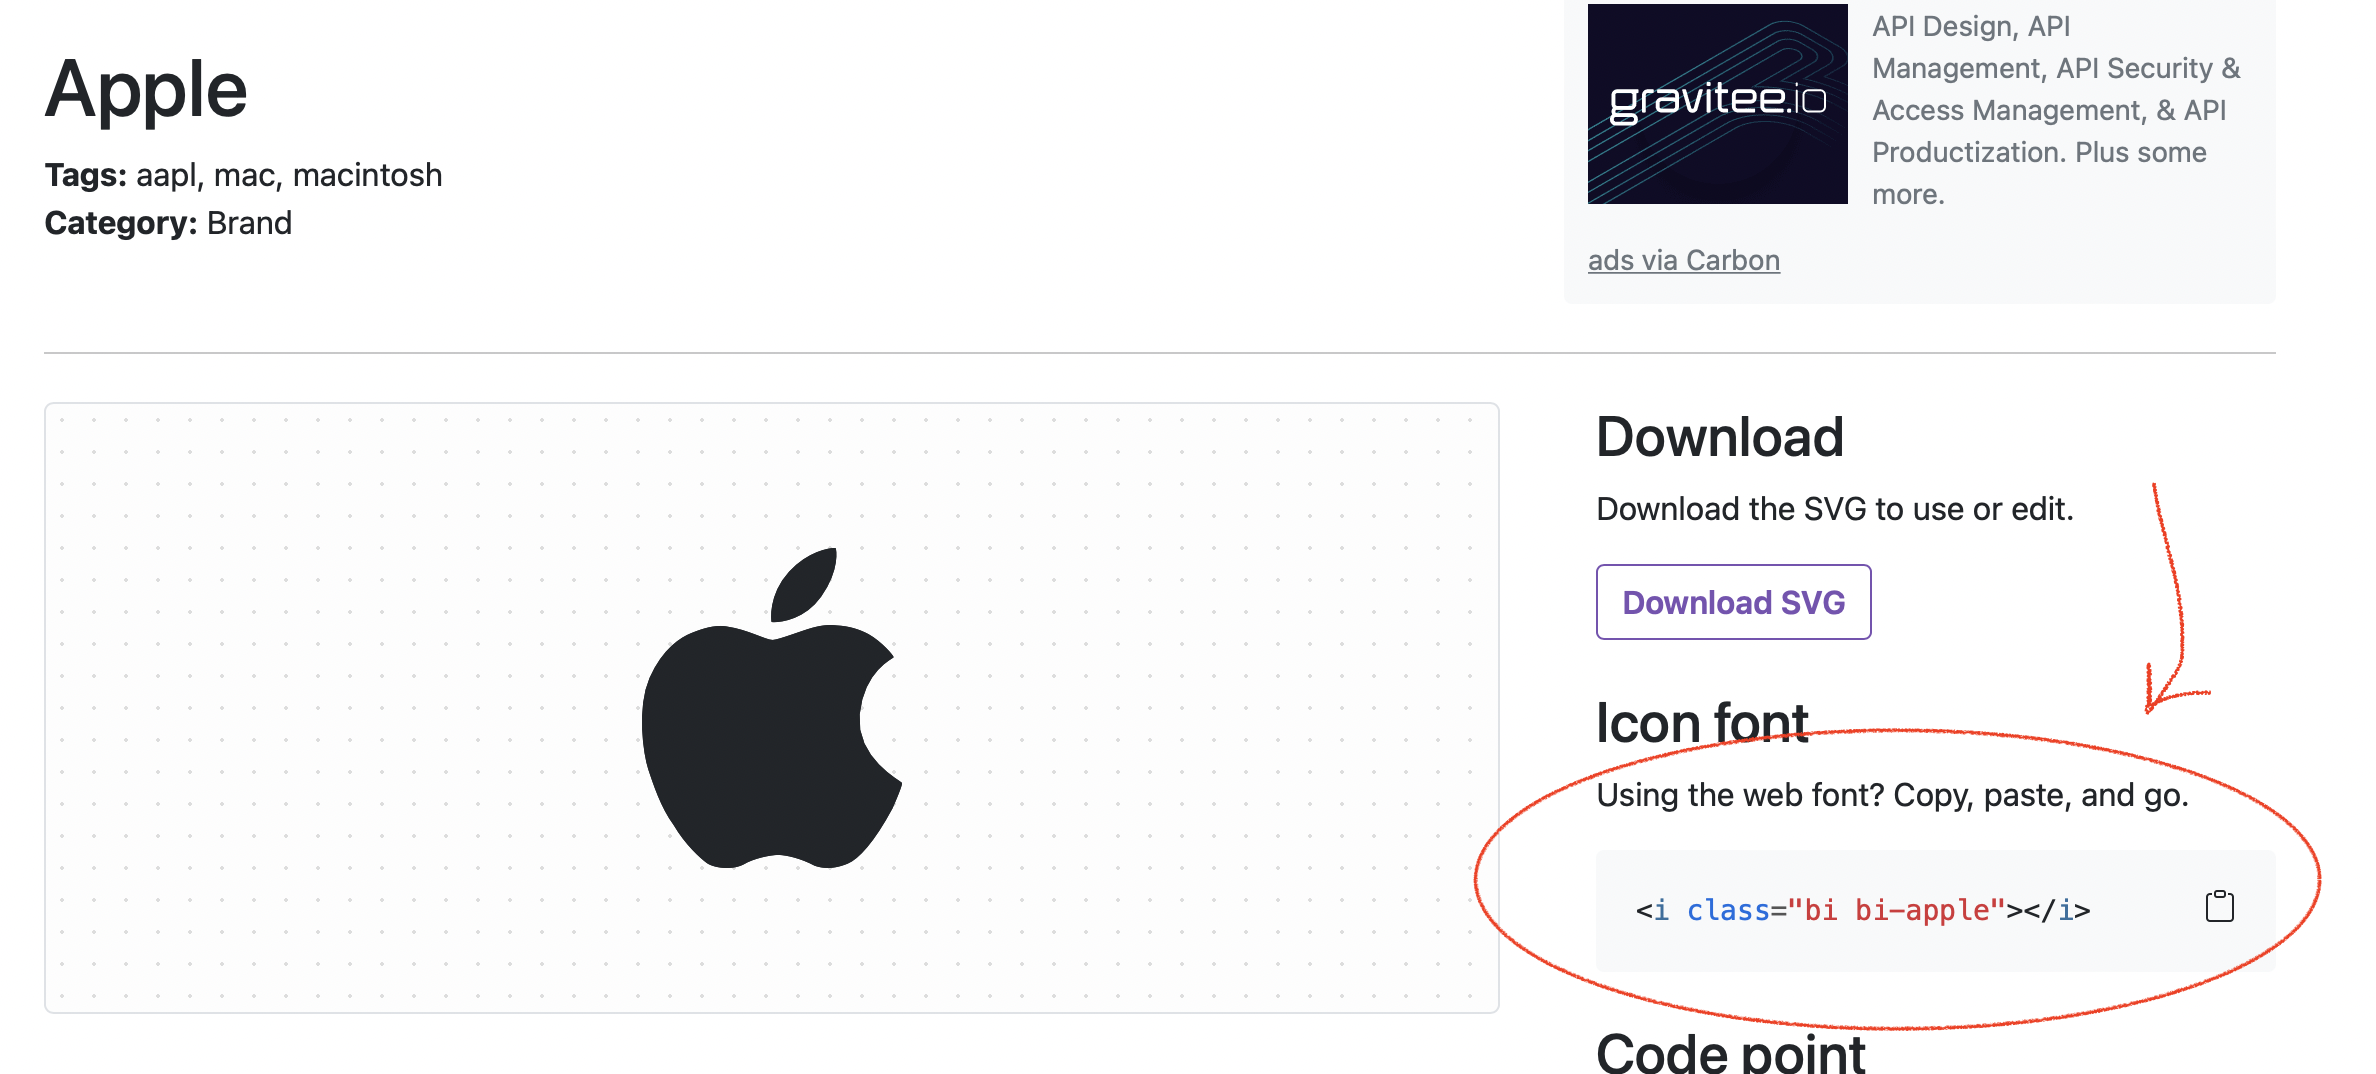 Apple
Tags: aapl, mac, macintosh
Category: Brand
gravitee.io
API Design, API
Management, API Security &
Access Management, & API
Productization. Plus some
more.
ads via Carbon
Download
Download the SVG to use or edit.
Download SVG
Icon font
Using the web font? Copy, paste, and go.
<i class="bi bi-apple"></i>
Code point